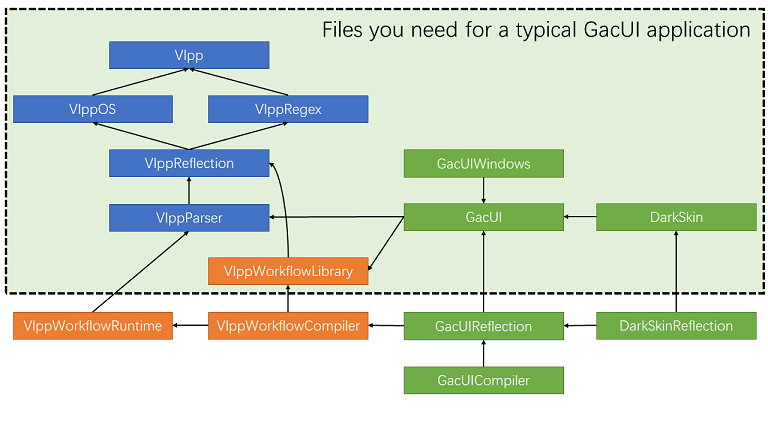 Files you need for a typical GacUI application
Vlpp
VlppOS
VlppRegex
VlppReflection
GacUIWindows
VlppParser
GacUI
DarkSkin
VlppWorkflowLibrary
VlppWorkflowRuntime
VlppWorkflowCompiler
GacUIReflection
DarkSkinReflection
GacUICompiler